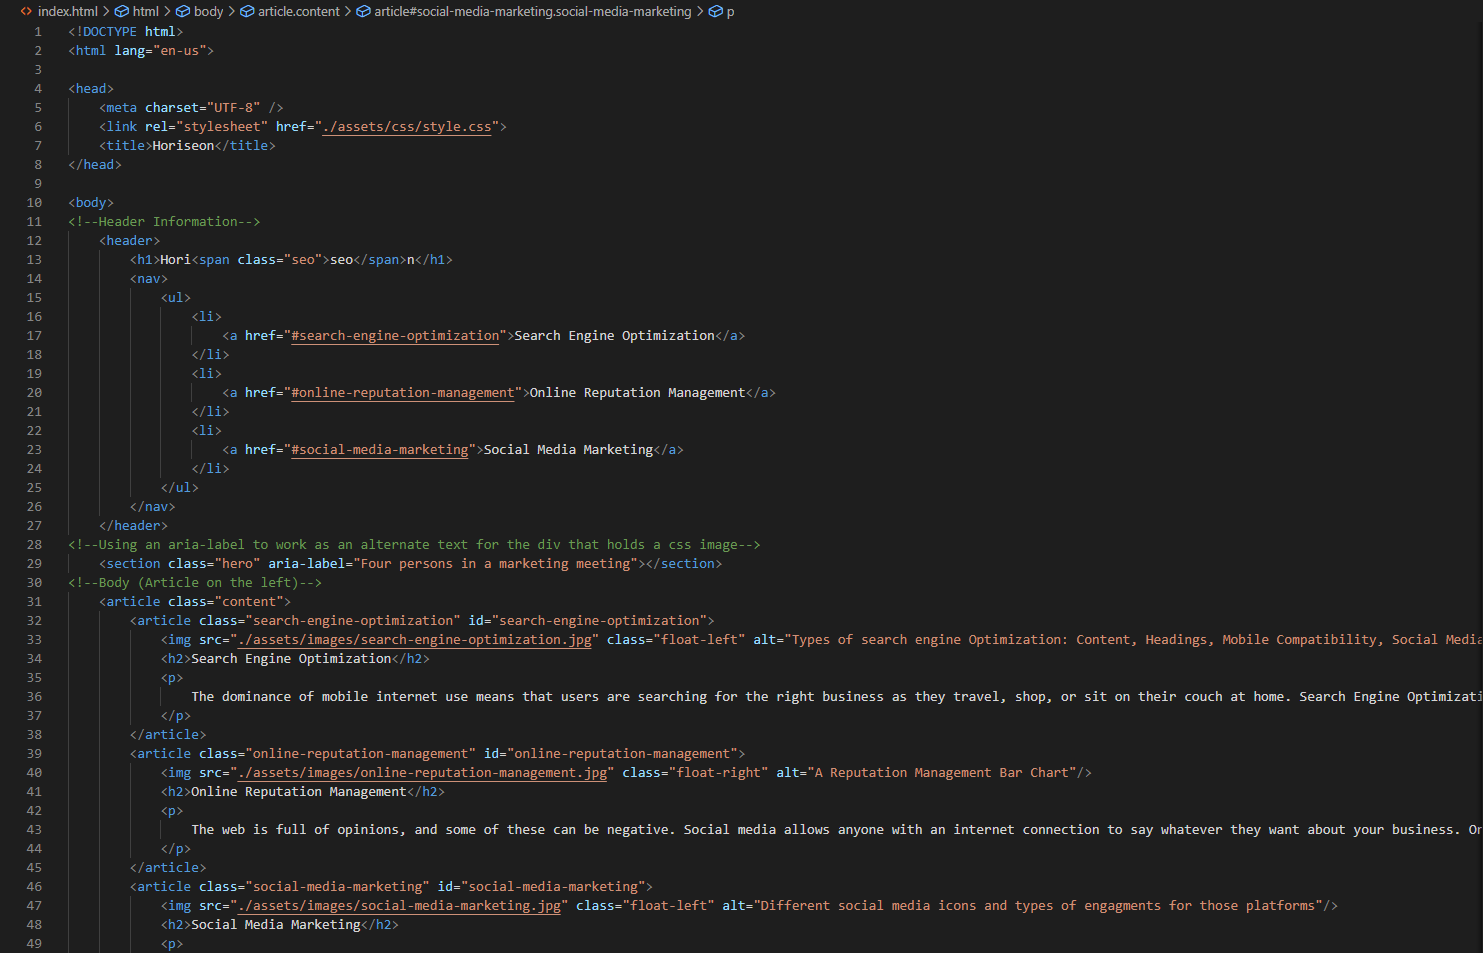 index.html > html > body > article.content > article#social-media-marketing.social-media-marketing > p
1 <!DOCTYPE html>
2 <html lang="en-us">
3
4 <head>
5     <meta charset="UTF-8" />
6     <link rel="stylesheet" href="./assets/css/style.css">
7     <title>Horiseon</title>
8 </head>
9
10 <body>
11 <!--Header Information-->
12     <header>
13         <h1>Hori<span class="seo">seo</span>n</h1>
14         <nav>
15             <ul>
16                 <li>
17                     <a href="#search-engine-optimization">Search Engine Optimization</a>
18                 </li>
19                 <li>
20                     <a href="#online-reputation-management">Online Reputation Management</a>
21                 </li>
22                 <li>
23                     <a href="#social-media-marketing">Social Media Marketing</a>
24                 </li>
25             </ul>
26         </nav>
27     </header>
28 <!--Using an aria-label to work as an alternate text for the div that holds a css image-->
29     <section class="hero" aria-label="Four persons in a marketing meeting"></section>
30 <!--Body (Article on the left)-->
31     <article class="content">
32         <article class="search-engine-optimization" id="search-engine-optimization">
33             <img src="./assets/images/search-engine-optimization.jpg" class="float-left" alt="Types of search engine Optimization: Content, Headings, Mobile Compatibility, Social Media
34             <h2>Search Engine Optimization</h2>
35             <p>
36                 The dominance of mobile internet use means that users are searching for the right business as they travel, shop, or sit on their couch at home. Search Engine Optimizati
37             </p>
38         </article>
39         <article class="online-reputation-management" id="online-reputation-management">
40             <img src="./assets/images/online-reputation-management.jpg" class="float-right" alt="A Reputation Management Bar Chart"/>
41             <h2>Online Reputation Management</h2>
42             <p>
43                 The web is full of opinions, and some of these can be negative. Social media allows anyone with an internet connection to say whatever they want about your business. On
44             </p>
45         </article>
46         <article class="social-media-marketing" id="social-media-marketing">
47             <img src="./assets/images/social-media-marketing.jpg" class="float-left" alt="Different social media icons and types of engagments for those platforms"/>
48             <h2>Social Media Marketing</h2>
49             <p>